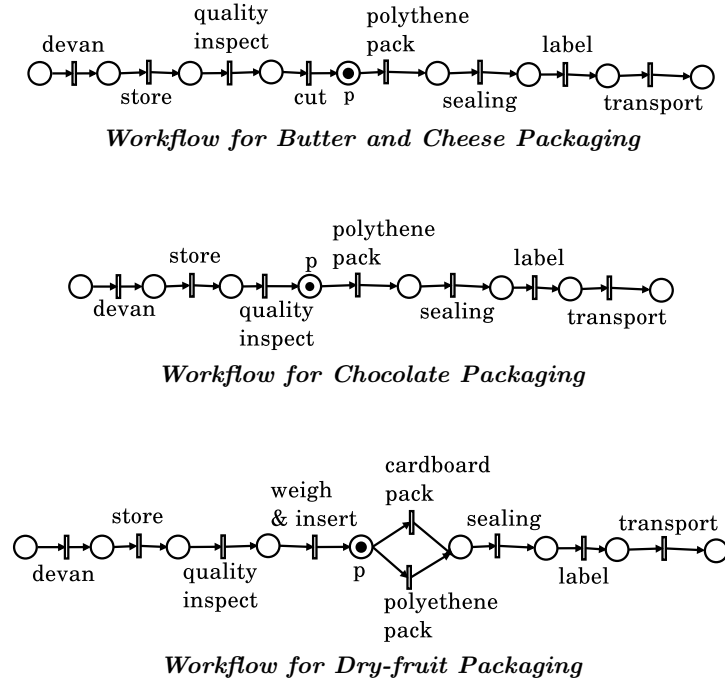 quality
inspect
polythene
pack
devan
label
store
cut
p
sealing
transport
Workflow for Butter and Cheese Packaging
polythene
pack
store
p
label
devan
quality
inspect
sealing
transport
Workflow for Chocolate Packaging
cardboard
pack
weigh
& insert
store
sealing
transport
devan
quality
inspect
p
label
polyethene
pack
Workflow for Dry-fruit Packaging